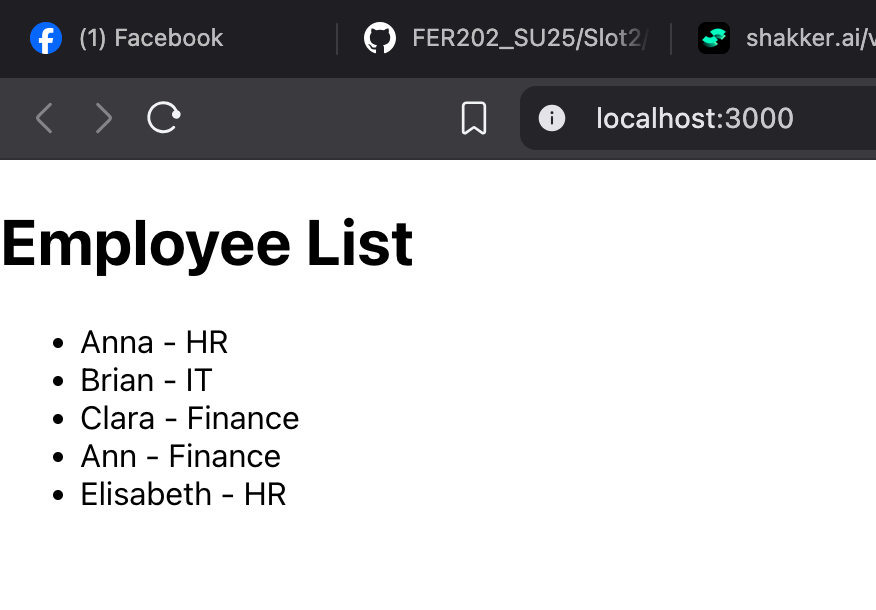 (1) Facebook
FER202_SU25/Slot2/
shakker.ai/
localhost:3000
Employee List
• Anna - HR
• Brian - IT
• Clara - Finance
• Ann - Finance
• Elisabeth - HR